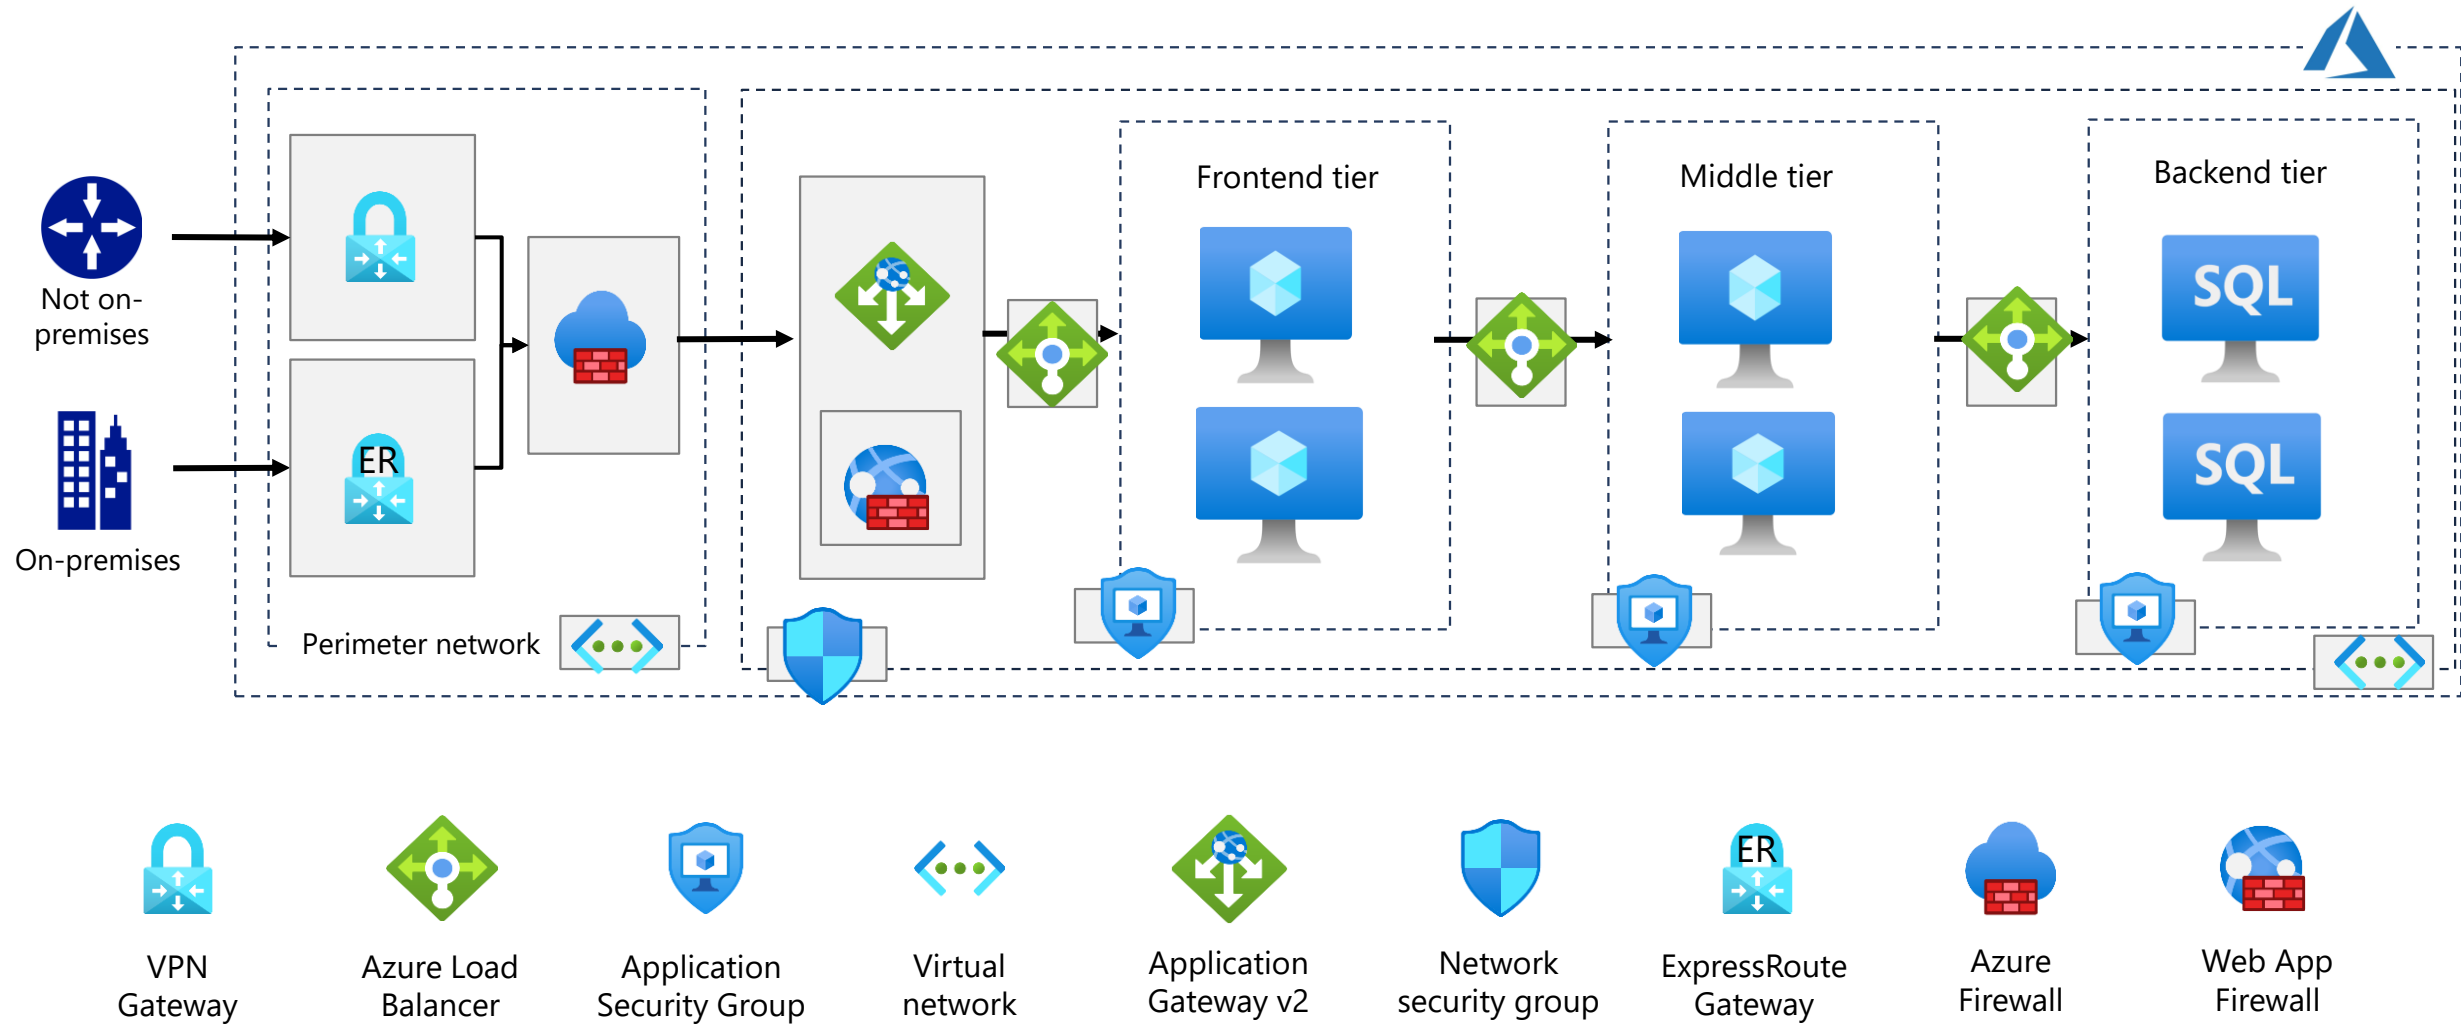 Frontend tier
Middle tier
Backend tier
SQL
SQL
Not on-
premises
ER
On-premises
Perimeter network
ER
VPN
Gateway
Azure Load
Balancer
Application
Security Group
Virtual
network
Application
Gateway v2
Network
security group
ExpressRoute
Gateway
Azure
Firewall
Web App
Firewall